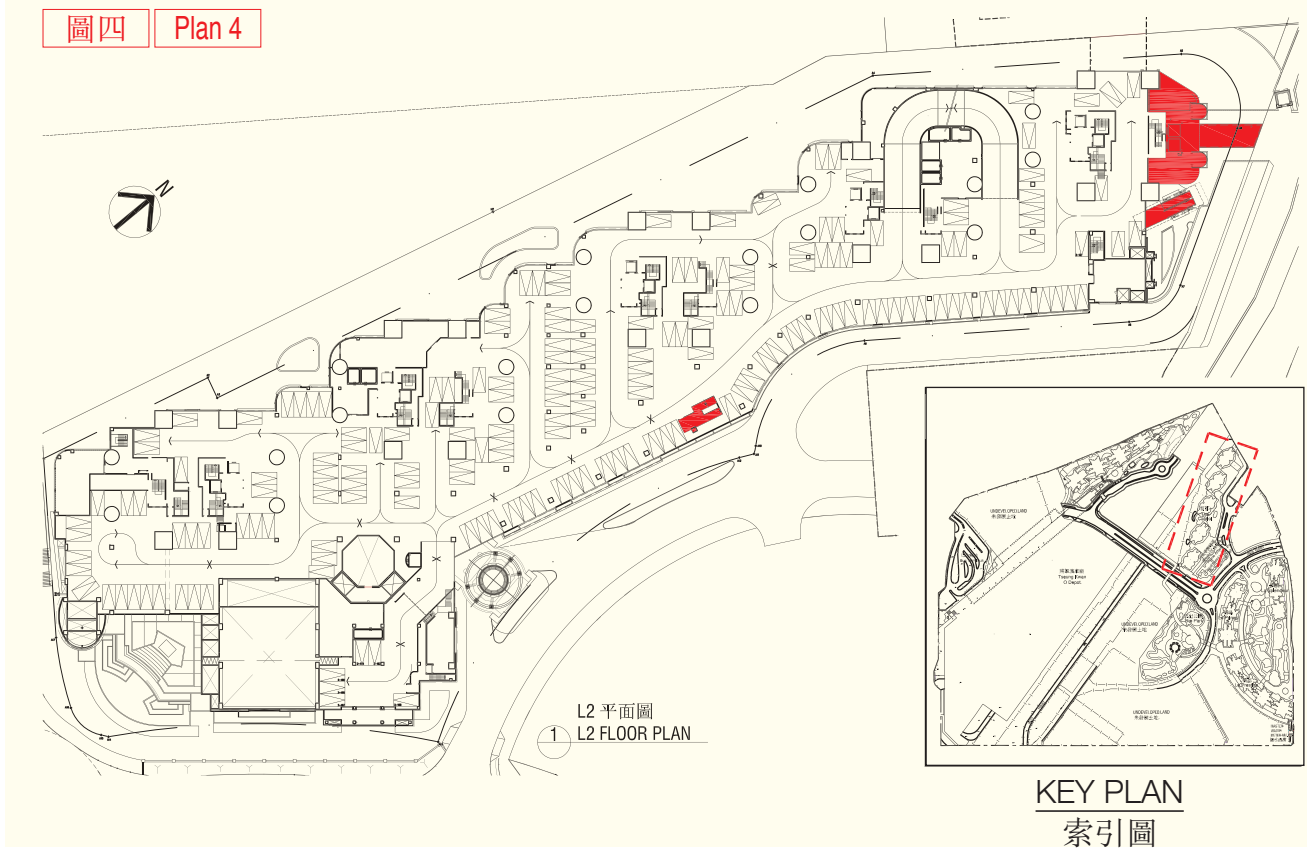 圖四
Plan 4
N
UNDEVELOPED LAND
UNDEVELOPED LAND
UNDEVELOPED LAND
1
L2 平面圖
L2 FLOOR PLAN
KEY PLAN
索引圖